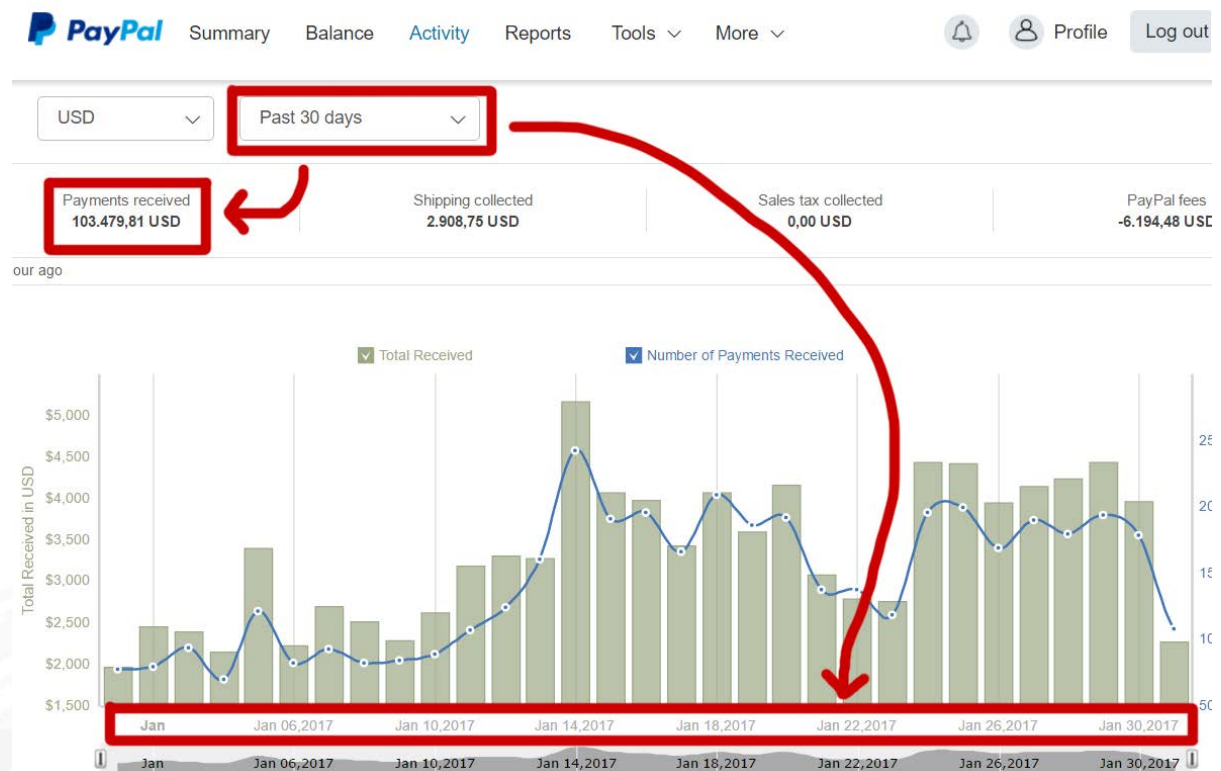 PayPal Summary Balance Activity Reports Tools More Profile Log out
USD Past 30 days
Payments received Shipping collected Sales tax collected PayPal fees
103.479,81 USD 2.908,75 USD 0,00 USD -6.194,48 USD
our ago
Total Received Number of Payments Received
Total Received in USD
$5,000
$4,500
$4,000
$3,500
$3,000
$2,500
$2,000
$1,500
25
20
15
10
50
Jan Jan 06,2017 Jan 10,2017 Jan 14,2017 Jan 18,2017 Jan 22,2017 Jan 26,2017 Jan 30,2017
Jan Jan 06,2017 Jan 10,2017 Jan 14,2017 Jan 18,2017 Jan 22,2017 Jan 26,2017 Jan 30,2017